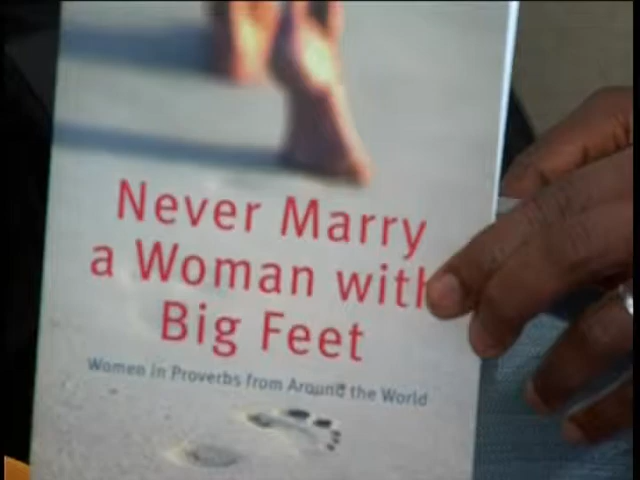 Never Marry
a Woman with
Big Feet
Women in Proverbs from Around the World